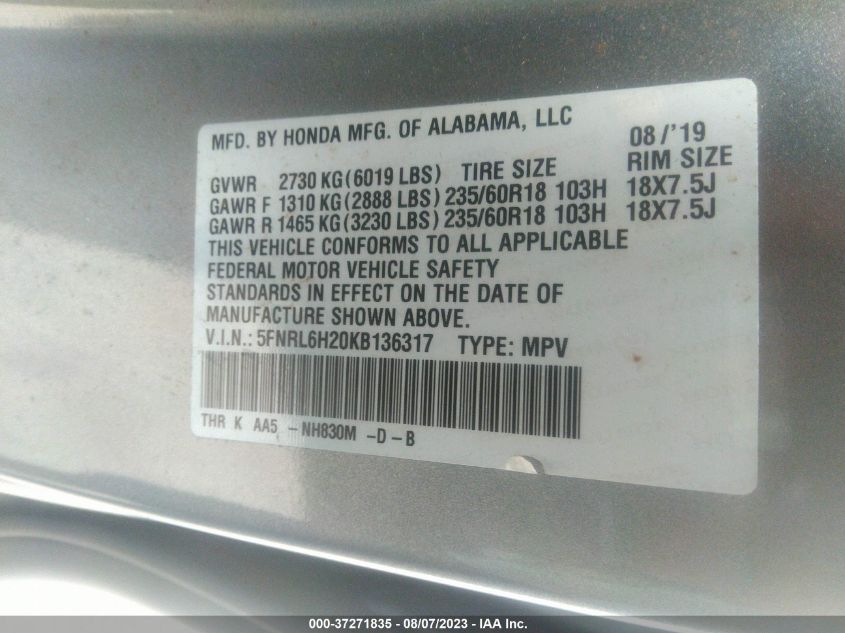 MFD. BY HONDA MFG. OF ALABAMA, LLC 08/'19
GVWR 2730 KG(6019 LBS) TIRE SIZE RIM SIZE
GAWR F 1310 KG(2888 LBS) 235/60R18 103H 18X7.5J
GAWR R 1465 KG(3230 LBS) 235/60R18 103H 18X7.5J
THIS VEHICLE CONFORMS TO ALL APPLICABLE
FEDERAL MOTOR VEHICLE SAFETY
STANDARDS IN EFFECT ON THE DATE OF
MANUFACTURE SHOWN ABOVE.
V.I.N.: 5FNRL6H20KB136317 TYPE: MPV
THR K AA5 -NH830M -D-B
000-37271835 - 08/07/2023 - IAA Inc.